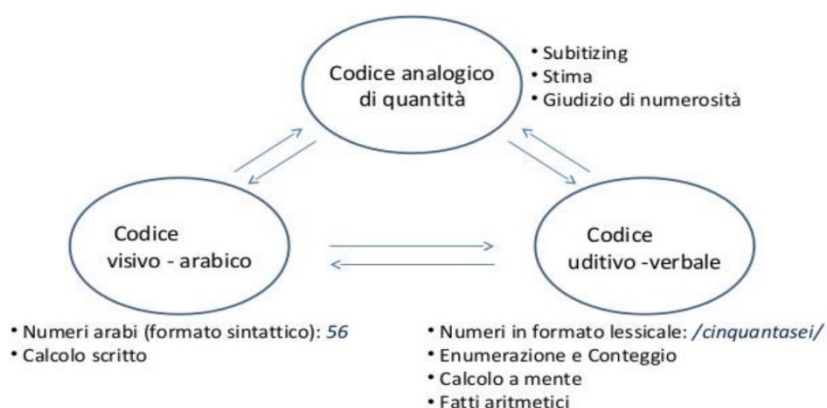 Codice analogico
di quantità
• Subitizing
• Stima
• Giudizio di numerosità
Codice
visivo - arabico
Codice
uditivo -verbale
• Numeri arabi (formato sintattico): 56
• Calcolo scritto
• Numeri in formato lessicale: /cinquantasei/
• Enumerazione e Conteggio
• Calcolo a mente
• Fatti aritmetici